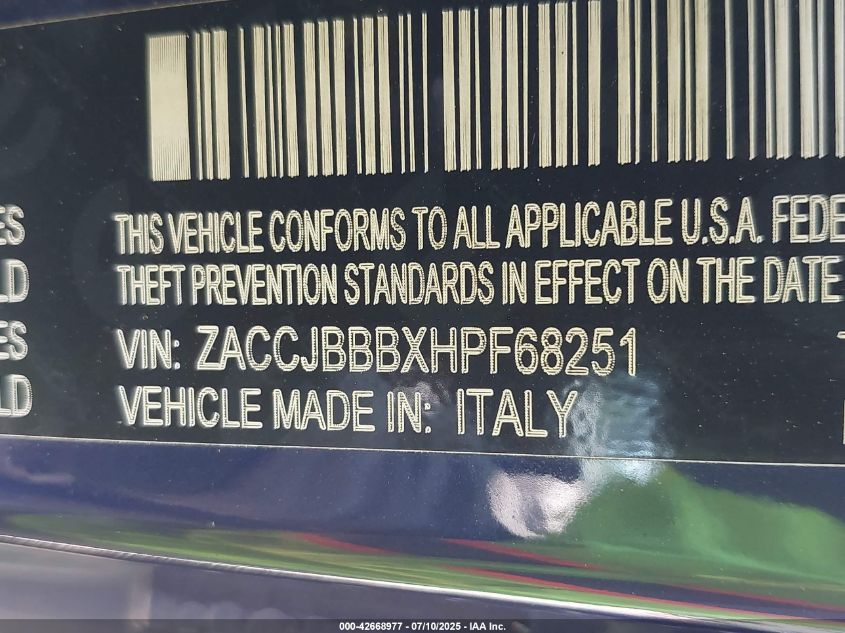 ES
THIS VEHICLE CONFORMS TO ALL APPLICABLE U.S.A. FEDE
LD
THEFT PREVENTION STANDARDS IN EFFECT ON THE DATE
ES
VIN: ZACCJBBBXHPF68251
LD
VEHICLE MADE IN: ITALY
000-42668977 - 07/10/2025 - IAA Inc.